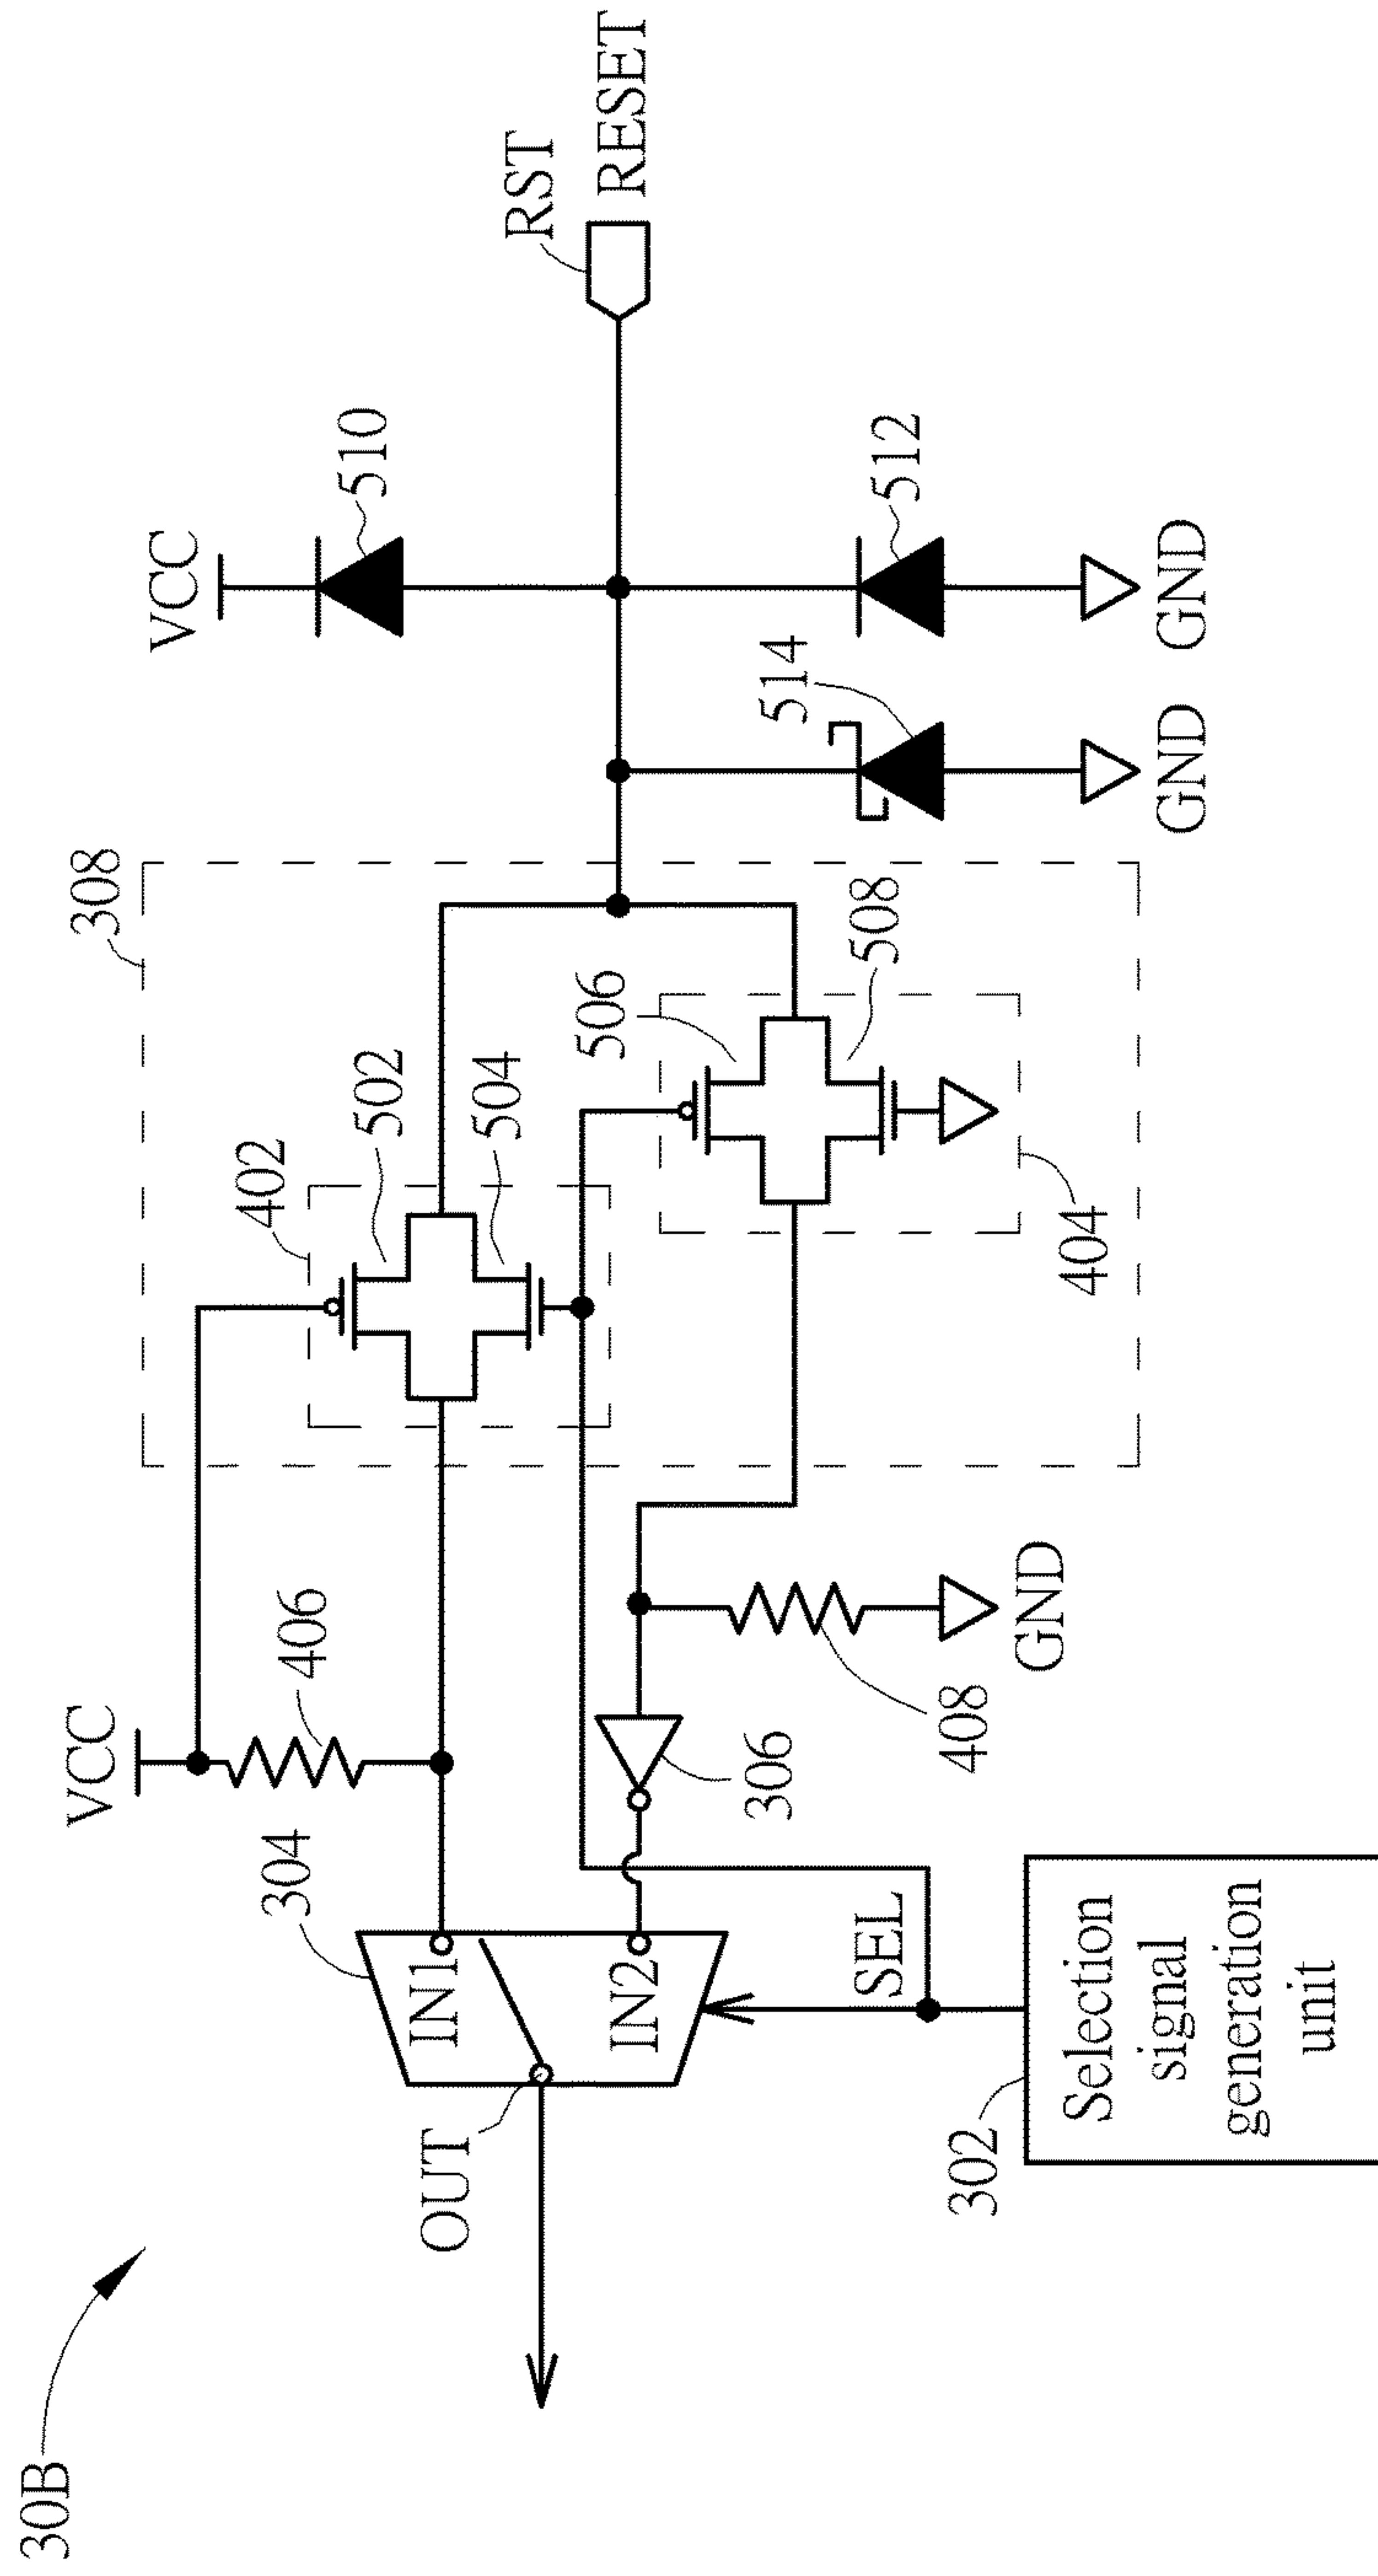 30B
OUT
304
IN1
IN2
SEL
302
Selection
signal
generation
unit
VCC
406
306
408
GND
308
402
502
504
506
508
404
VCC
510
514
512
GND
GND
RST
RESET